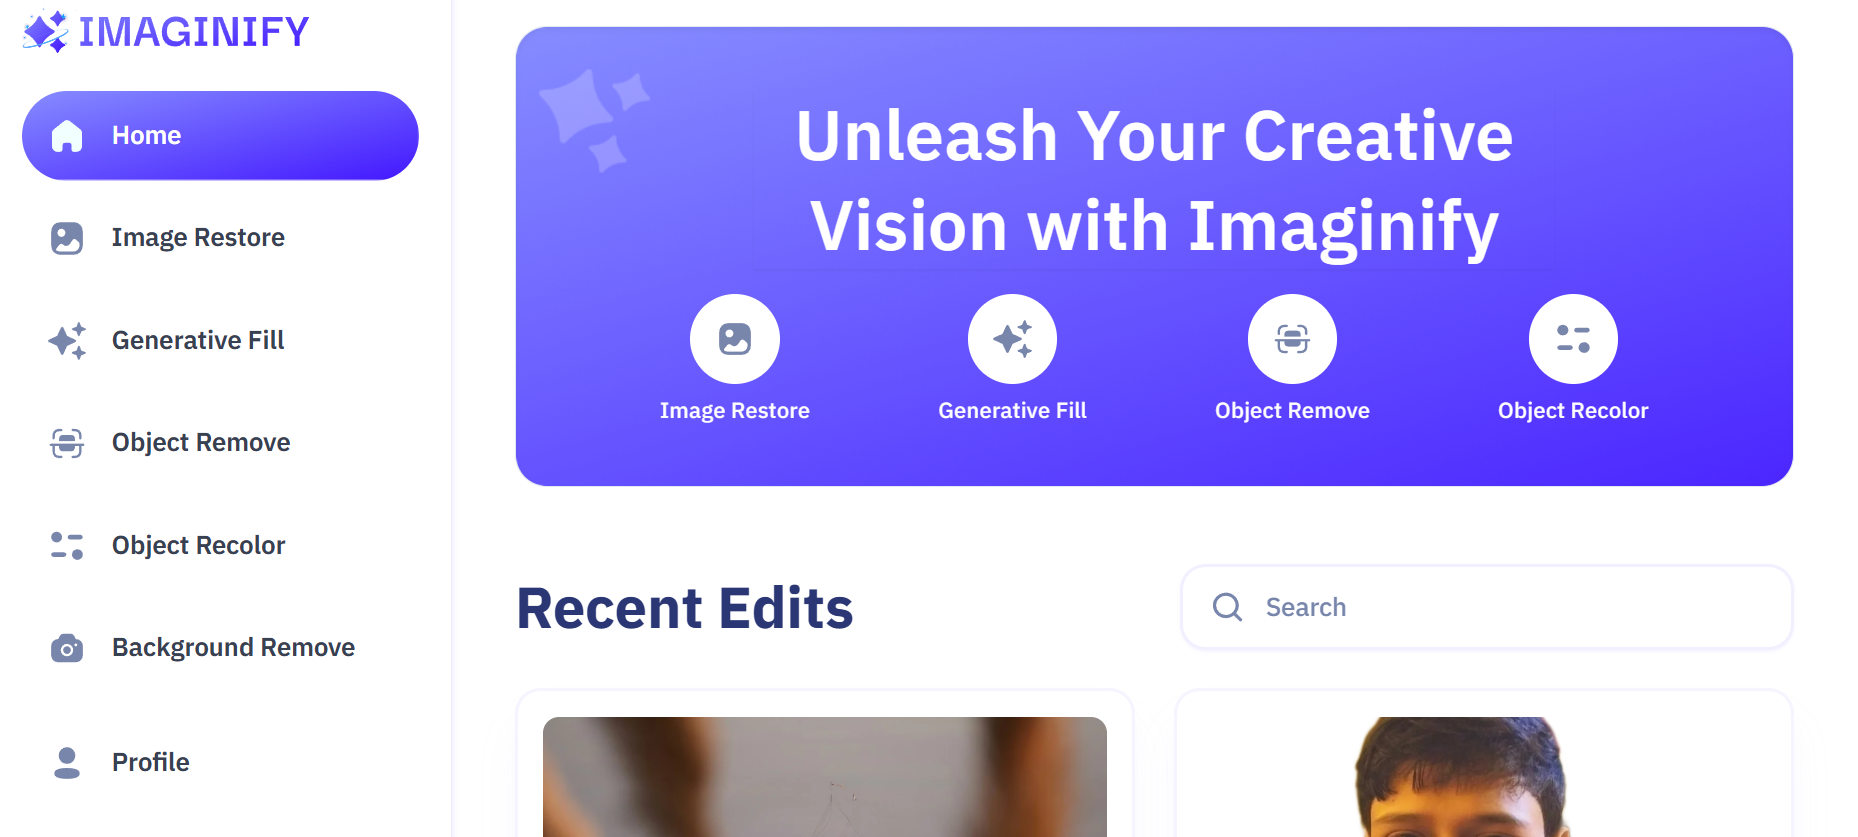 IMAGINIFY
Home
Image Restore
Generative Fill
Object Remove
Object Recolor
Background Remove
Profile
Unleash Your Creative
Vision with Imaginify
Image Restore
Generative Fill
Object Remove
Object Recolor
Recent Edits
Search